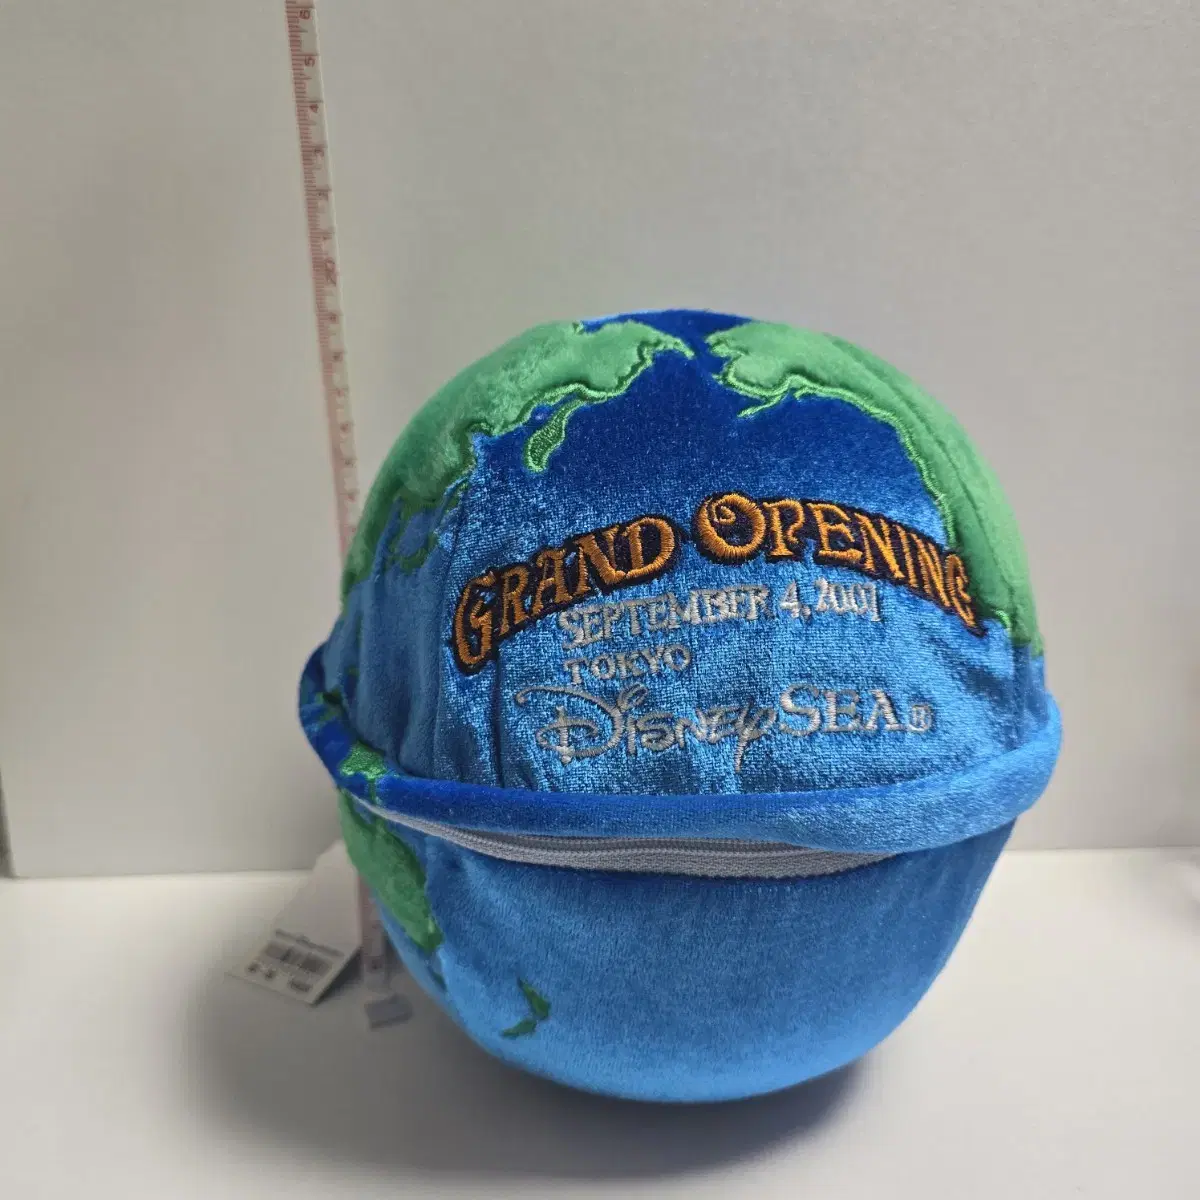 GRAND OPENING
SEPTEMBER 4, 2001
TOKYO
DISNEYSEA®